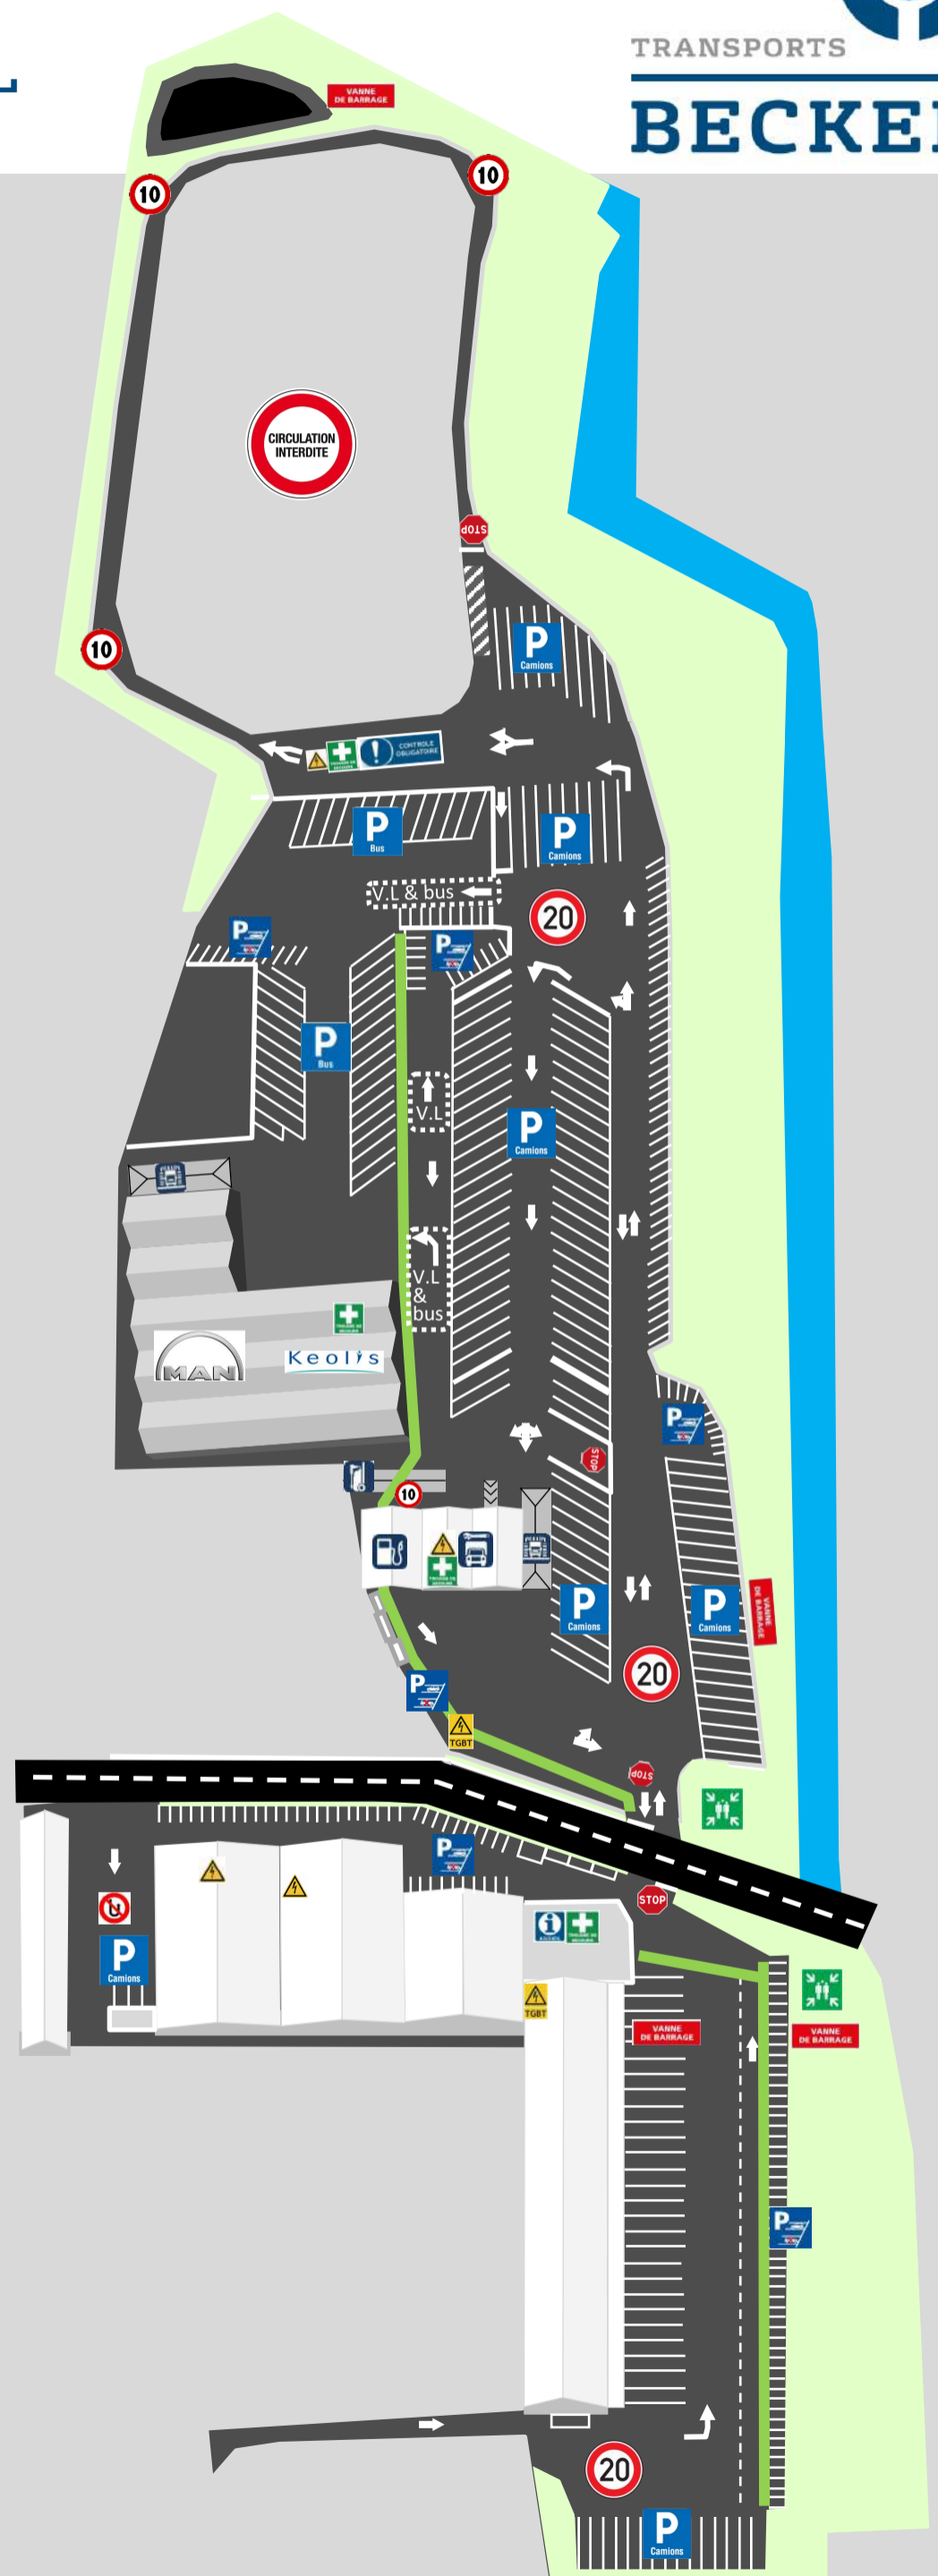 TRANSPORTS
BECKE
VANNE
DE BARRAGE
10
10
CIRCULATION
INTERDITE
STOP
P
Camions
10
CONTROLE
OBLIGATOIRE
P
Bus
P
Camions
V.L & bus
20
P
P
P
Bus
V.L
P
Camions
V.L
&
bus
MAN
Keolis
P
STOP
10
P
Camions
P
Camions
VANNE
DE BARRAGE
20
P
TGBT
STOP
P
STOP
P
Camions
TGBT
VANNE
DE BARRAGE
VANNE
DE BARRAGE
P
20
P
Camions